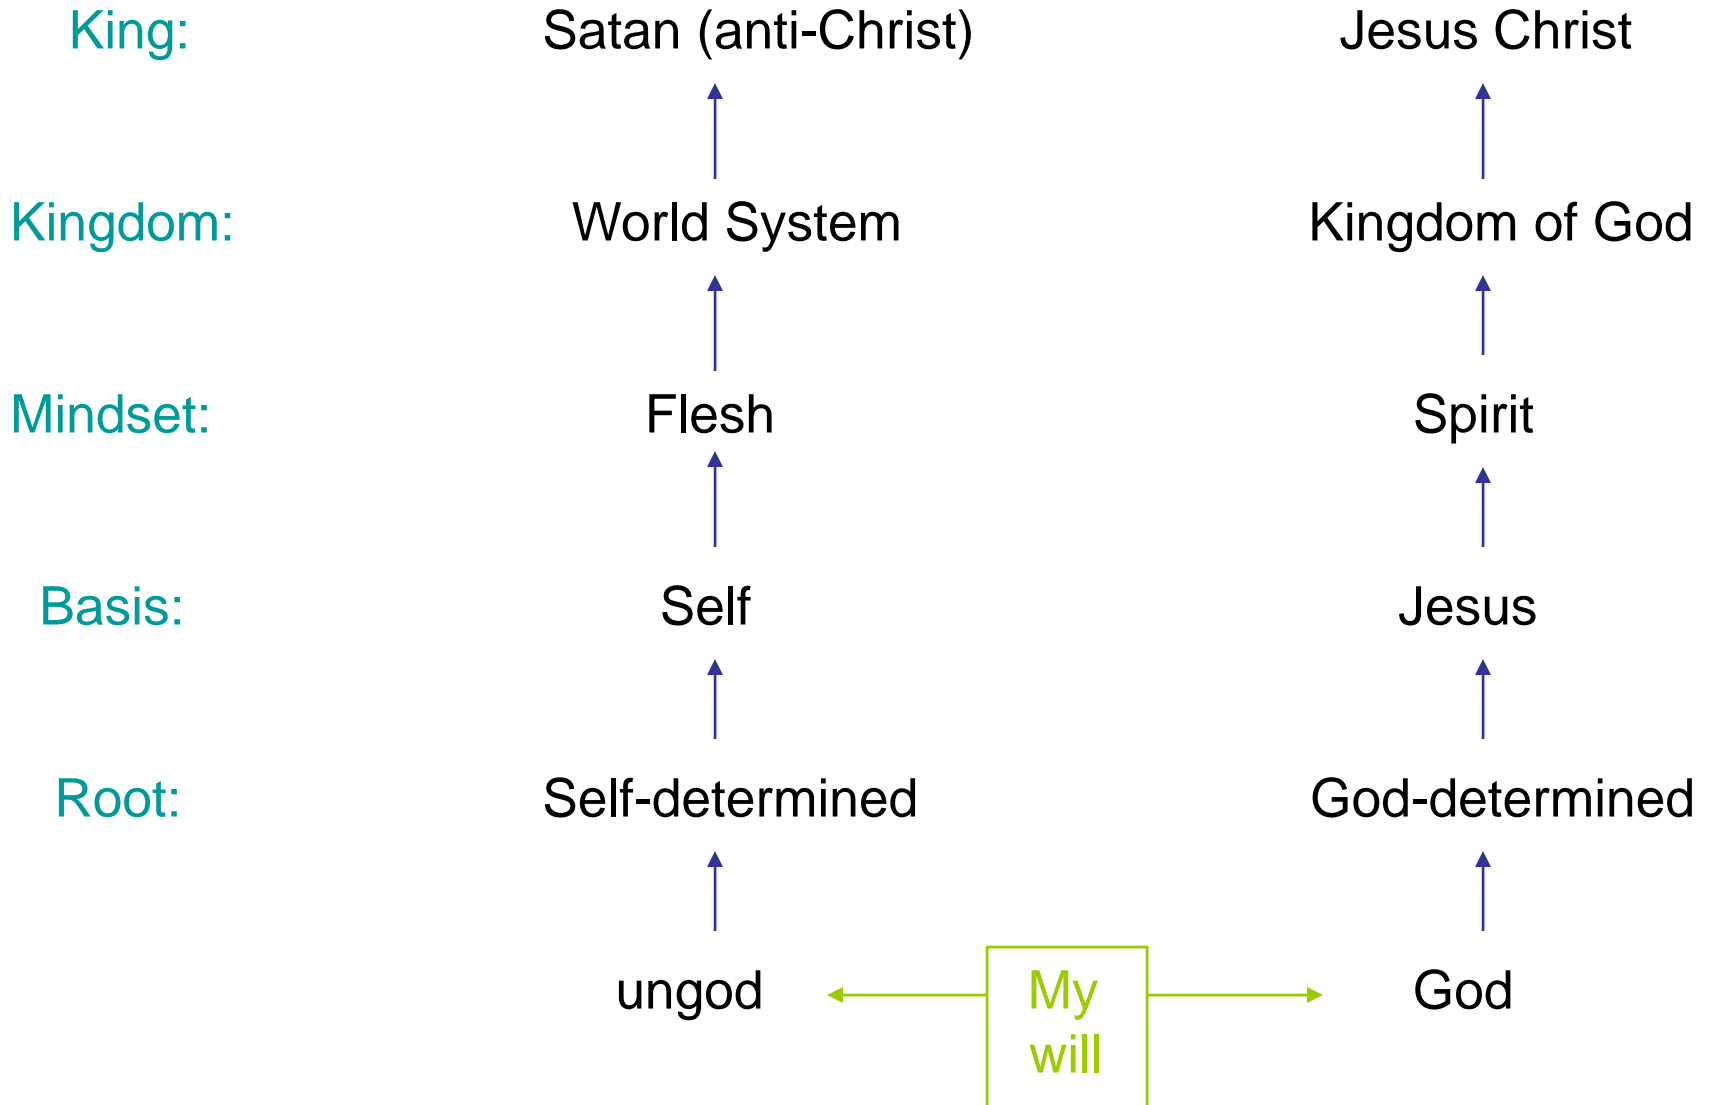 King: Satan (anti-Christ) Jesus Christ
Kingdom: World System Kingdom of God
Mindset: Flesh Spirit
Basis: Self Jesus
Root: Self-determined God-determined
ungod My God
will